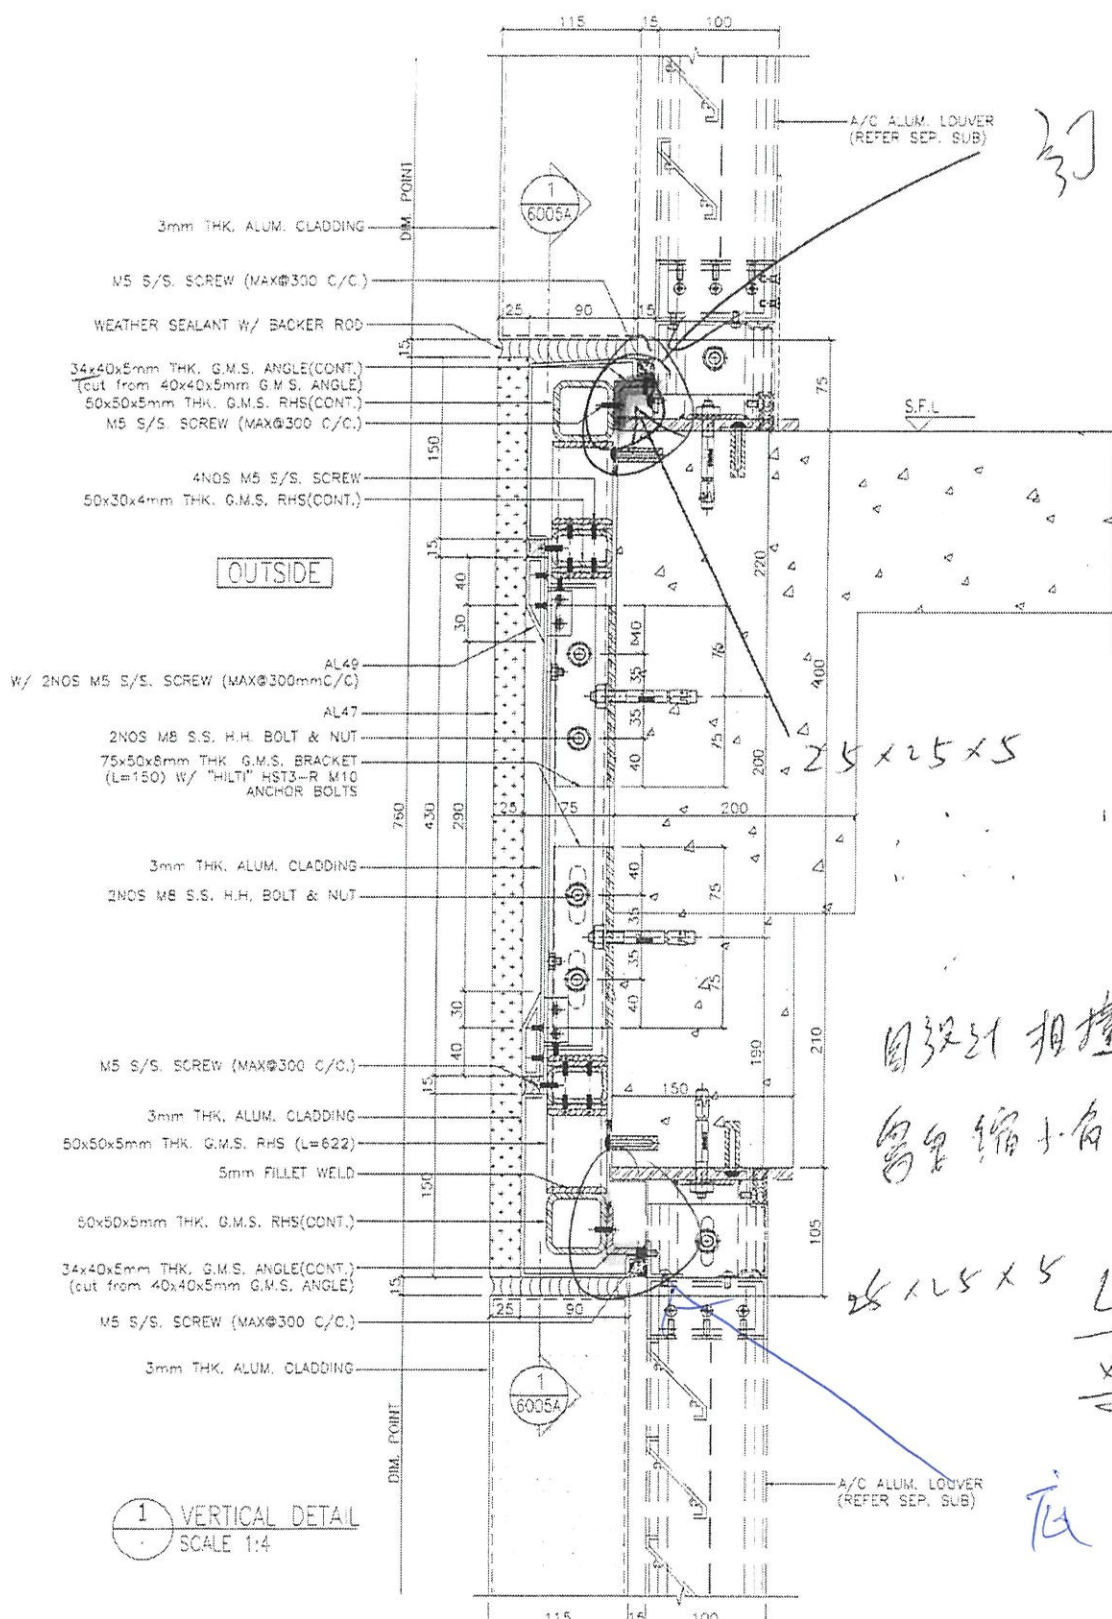 115
15
100
A/C ALUM. LOUVER
(REFER SEP. SUB)
DIM. POINT
1
6005A
3mm THK. ALUM. CLADDING
M5 S/S. SCREW (MAX@300 C/C.)
25
90
15
WEATHER SEALANT W/ BACKER ROD
15
34x40x5mm THK. G.M.S. ANGLE(CONT.)
(cut from 40x40x5mm G.M.S. ANGLE)
50x50x5mm THK. G.M.S. RHS(CONT.)
M5 S/S. SCREW (MAX@300 C/C.)
75
S.F.L
150
4NOS M5 S/S. SCREW
50x30x4mm THK. G.M.S. RHS(CONT.)
15
220
OUTSIDE
40
30
40
75
400
35
AL49
W/ 2NOS M5 S/S. SCREW (MAX@300mmC/C)
AL47
35
2NOS M8 S.S. H.H. BOLT & NUT
75
75x50x8mm THK G.M.S. BRACKET
(L=150) W/ "HILTI" HST3-R M10
ANCHOR BOLTS
40
200
25x25x5
760
430
290
25
75
200
3mm THK. ALUM. CLADDING
40
75
2NOS M8 S.S. H.H. BOLT & NUT
35
35
75
30
40
40
190
210
M5 S/S. SCREW (MAX@300 C/C.)
15
150
3mm THK. ALUM. CLADDING
50x50x5mm THK. G.M.S. RHS (L=622)
縮小角
5mm FILLET WELD
150
50x50x5mm THK. G.M.S. RHS(CONT.)
105
34x40x5mm THK. G.M.S. ANGLE(CONT.)
(cut from 40x40x5mm G.M.S. ANGLE)
15
25x25x5
25
90
M5 S/S. SCREW (MAX@300 C/C.)
3mm THK. ALUM. CLADDING
1
6005A
DIM. POINT
A/C ALUM. LOUVER
(REFER SEP. SUB)
底
1
VERTICAL DETAIL
SCALE 1:4
115
15
100